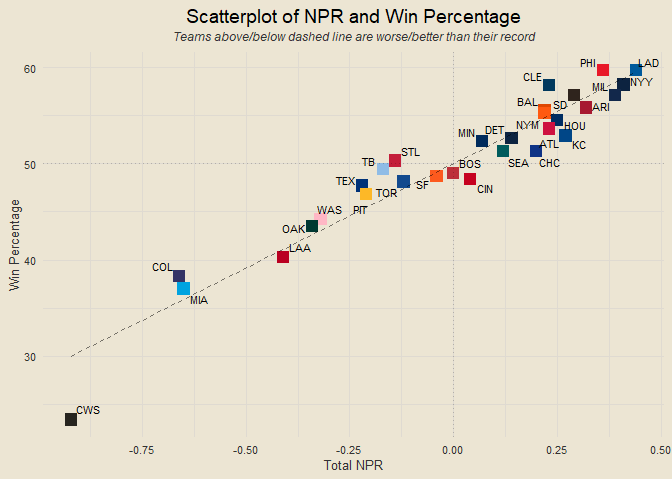 Scatterplot of NPR and Win Percentage
Teams above/below dashed line are worse/better than their record
60
PHI LAD
CLE MIL NYY
BAL SD ARI
NYM HOU
MIN DET
ATL KC
50
STL
TB BOS SEA CHC
TEX TOR SF CIN
WAS PIT
OAK
LAA
40
COL
MIA
30
CWS
Win Percentage
-0.75 -0.50 -0.25 0.00 0.25 0.50
Total NPR